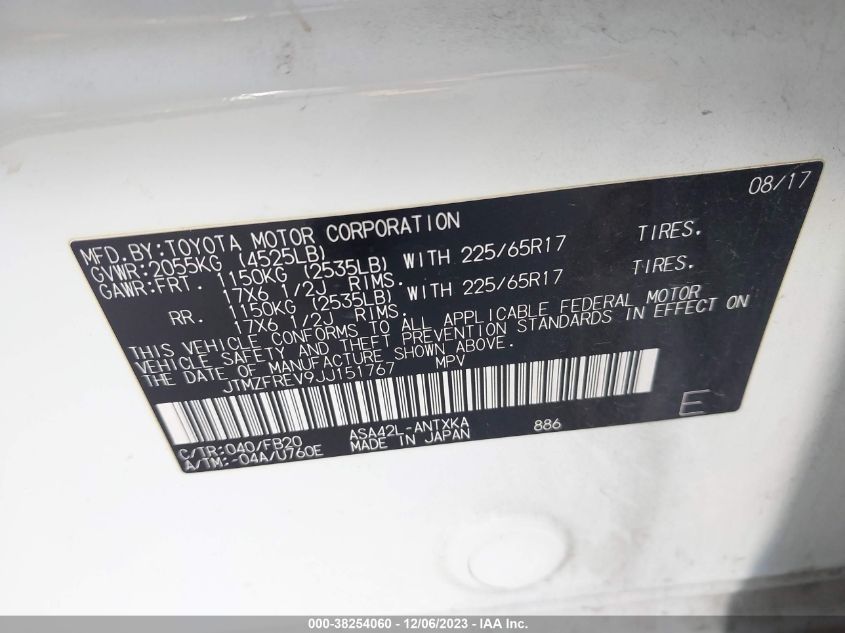 08/17
MFD. BY: TOYOTA MOTOR CORPORATION
GVWR: 2055KG (4525LB)
GAWR: FRT. 1150KG (2535LB) WITH 225/65R17 TIRES.
17X6 1/2J RIMS.
RR. 1150KG (2535LB) WITH 225/65R17 TIRES.
17X6 1/2J RIMS.
THIS VEHICLE CONFORMS TO ALL APPLICABLE FEDERAL MOTOR
VEHICLE SAFETY AND THEFT PREVENTION STANDARDS IN EFFECT ON
THE DATE OF MANUFACTURE SHOWN ABOVE.
JTMZFREV9JJ151767 MPV
C/TR: 040/FB20 ASA42L-ANTXKA 886 E
A/TM: -04A/U760E MADE IN JAPAN
000-38254060 - 12/06/2023 - IAA Inc.